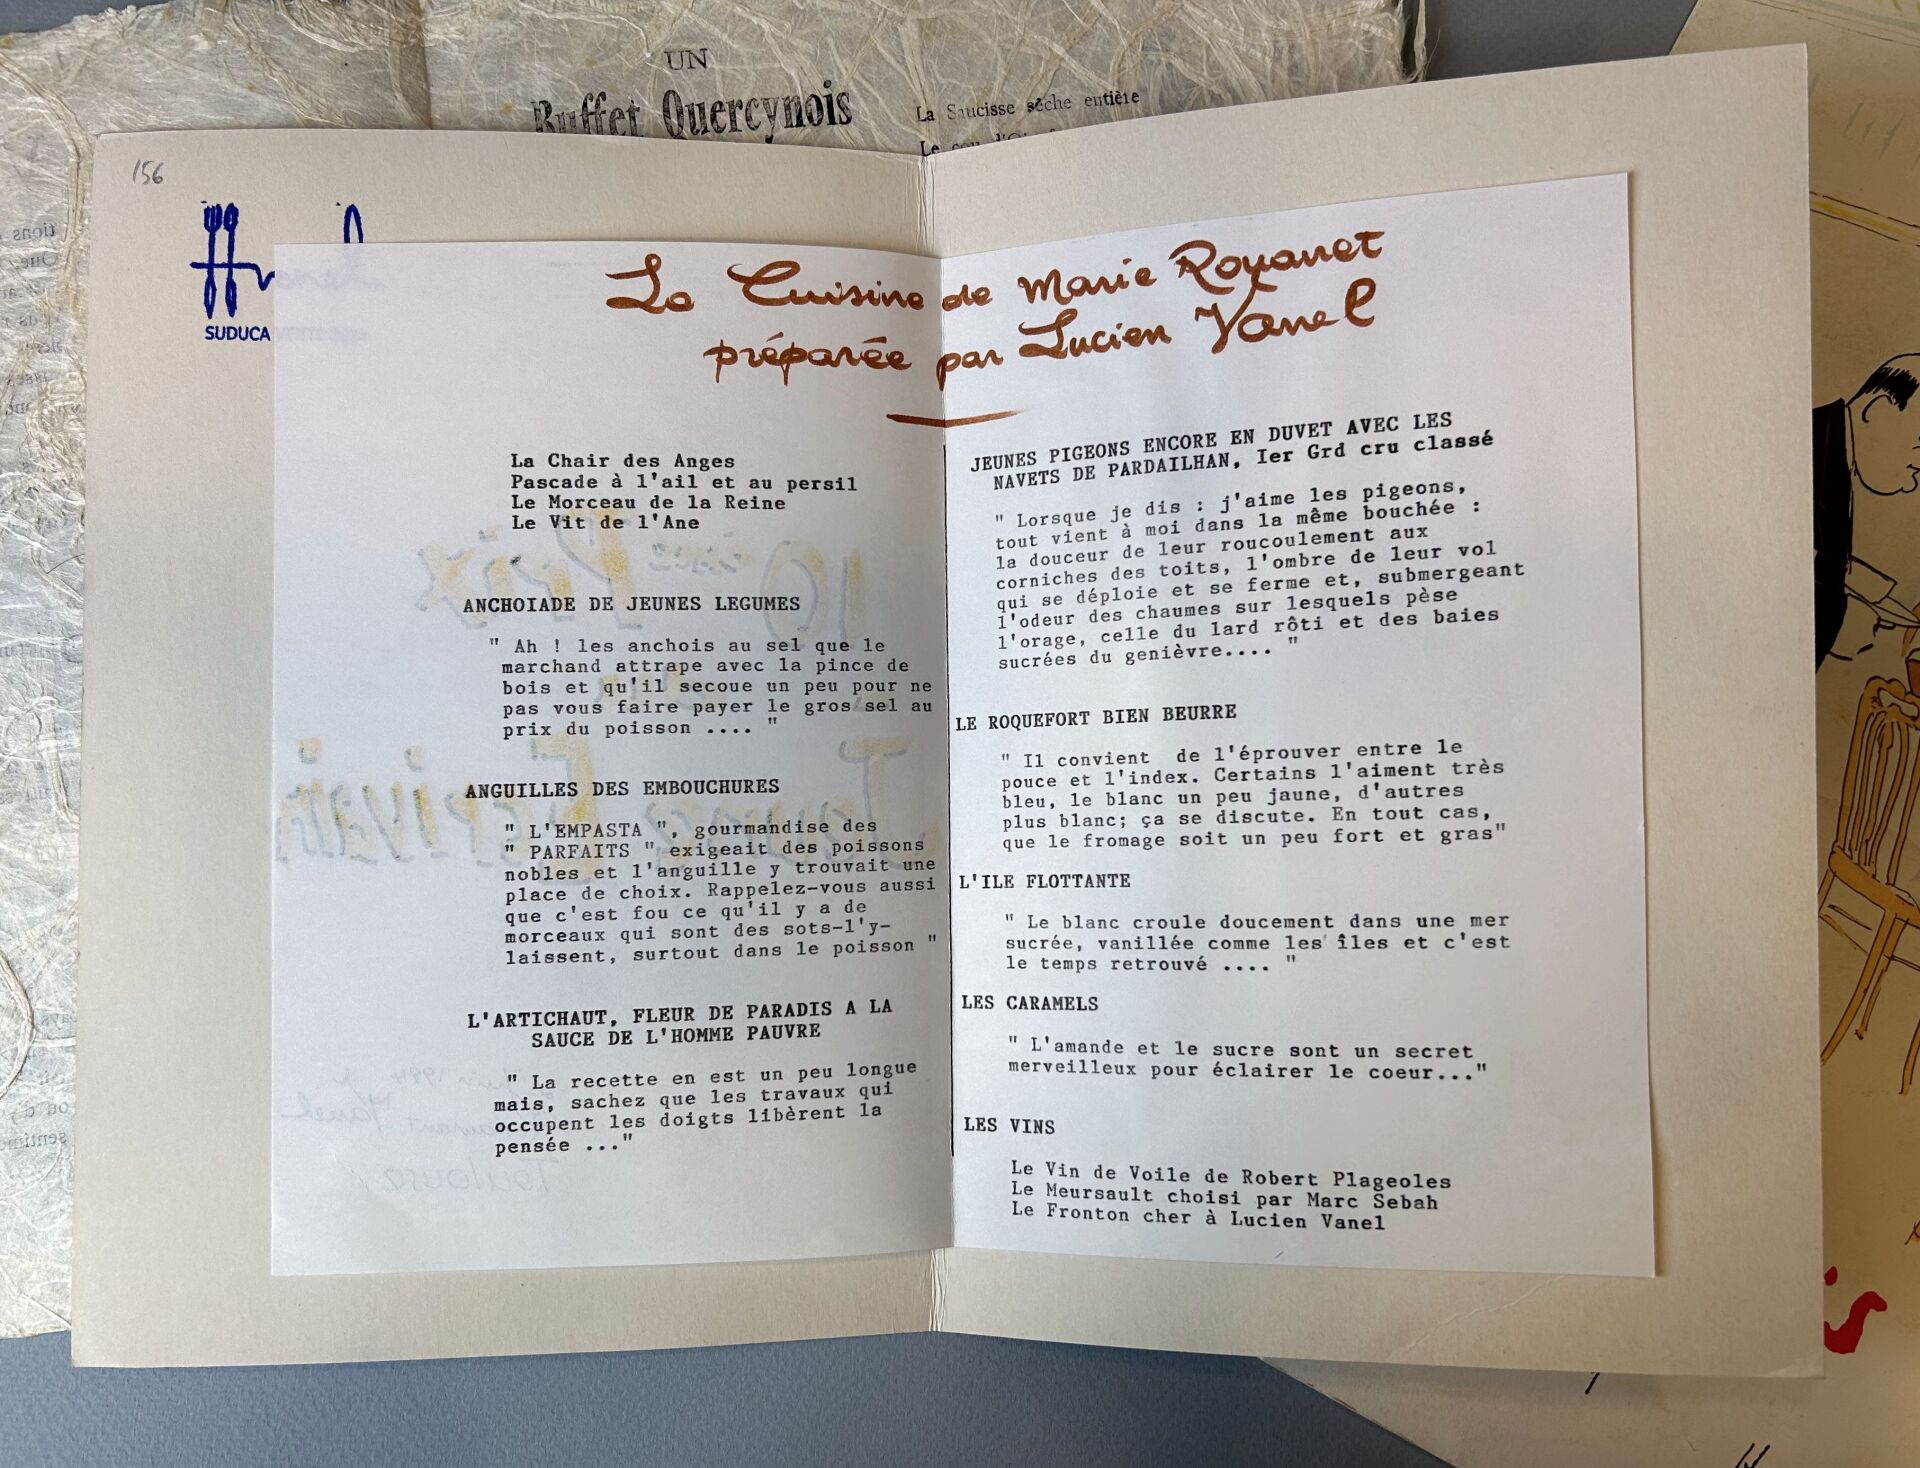 UN
Buffet Quercynois
La Saucisse sèche entière
156
SUDUCA
La Cuisine de Marie Rouanet
préparée par Lucien Vanel
La Chair des Anges
Pascade à l'ail et au persil
Le Morceau de la Reine
Le Vit de l'Ane
ANCHOIADE DE JEUNES LEGUMES
" Ah ! les anchois au sel que le
marchand attrape avec la pince de
bois et qu'il secoue un peu pour ne
pas vous faire payer le gros sel au
prix du poisson .... "
ANGUILLES DES EMBOUCHURES
" L'EMPASTA ", gourmandise des
" PARFAITS " exigeait des poissons
nobles et l'anguille y trouvait une
place de choix. Rappelez-vous aussi
que c'est fou ce qu'il y a de
morceaux qui sont des sots-l'y-
laissent, surtout dans le poisson "
L'ARTICHAUT, FLEUR DE PARADIS A LA
SAUCE DE L'HOMME PAUVRE
" La recette en est un peu longue
mais, sachez que les travaux qui
occupent les doigts libèrent la
pensée ..."
JEUNES PIGEONS ENCORE EN DUVET AVEC LES
NAVETS DE PARDAILHAN, Ier Grd cru classé
" Lorsque je dis : j'aime les pigeons,
tout vient à moi dans la même bouchée :
la douceur de leur roucoulement aux
corniches des toits, l'ombre de leur vol
qui se déploie et se ferme et, submergeant
l'odeur des chaumes sur lesquels pèse
l'orage, celle du lard rôti et des baies
sucrées du genièvre.... "
LE ROQUEFORT BIEN BEURRE
" Il convient de l'éprouver entre le
pouce et l'index. Certains l'aiment très
bleu, le blanc un peu jaune, d'autres
plus blanc; ça se discute. En tout cas,
que le fromage soit un peu fort et gras"
L'ILE FLOTTANTE
" Le blanc croule doucement dans une mer
sucrée, vanillée comme les îles et c'est
le temps retrouvé .... "
LES CARAMELS
" L'amande et le sucre sont un secret
merveilleux pour éclairer le coeur..."
LES VINS
Le Vin de Voile de Robert Plageoles
Le Meursault choisi par Marc Sebah
Le Fronton cher à Lucien Vanel